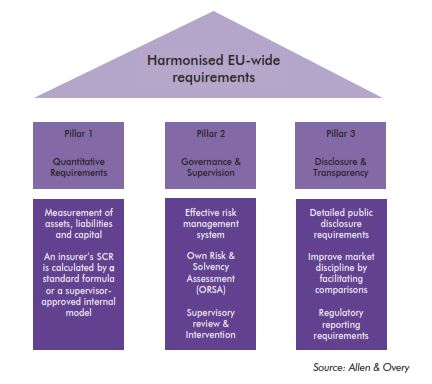 Harmonised EU-wide
requirements
Pillar 1
Quantitative
Requirements
Measurement of
assets, liabilities
and capital
An insurer's SCR
is calculated by a
standard formula
or a supervisor-
approved internal
model
Pillar 2
Governance &
Supervision
Effective risk
management
system
Own Risk &
Solvency
Assessment
(ORSA)
Supervisory
review &
Intervention
Pillar 3
Disclosure &
Transparency
Detailed public
disclosure
requirements
Improve market
discipline by
facilitating
comparisons
Regulatory
reporting
requirements
Source: Allen & Overy